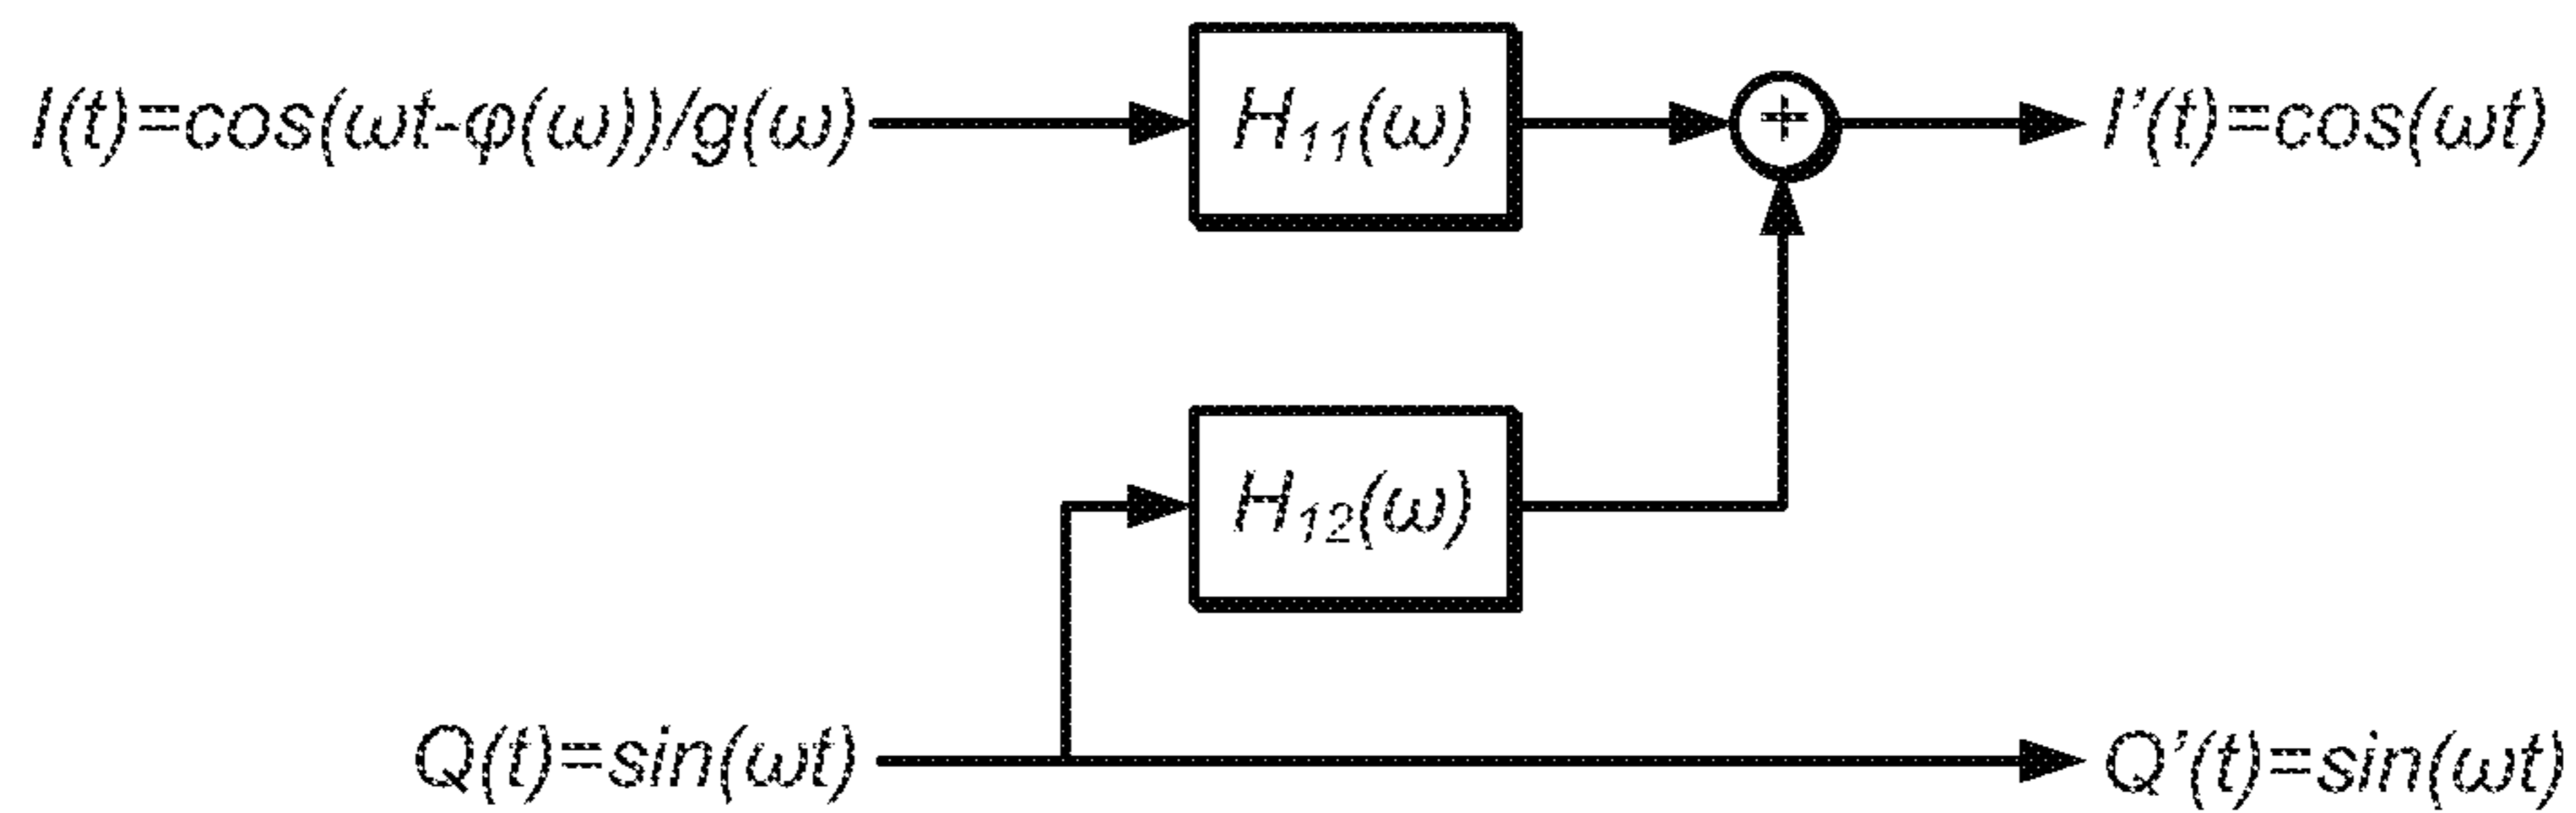 I(t)=cos(ωt-φ(ω))/g(ω)
H₁₁(ω)
+
I'(t)=cos(ωt)
H₁₂(ω)
Q(t)=sin(ωt)
Q'(t)=sin(ωt)